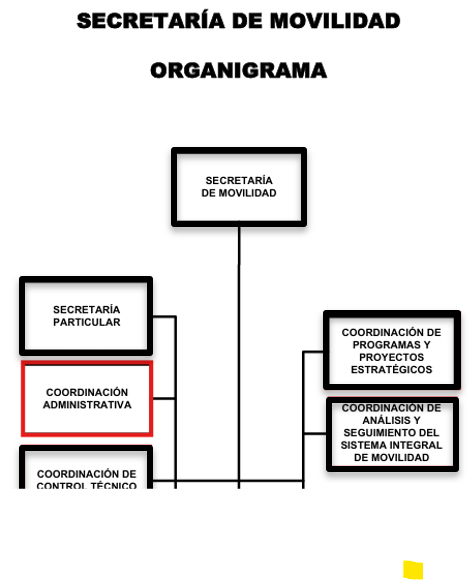 SECRETARÍA DE MOVILIDAD
ORGANIGRAMA
SECRETARÍA
DE MOVILIDAD
SECRETARÍA
PARTICULAR
COORDINACIÓN
ADMINISTRATIVA
COORDINACIÓN DE
CONTROL TÉCNICO
COORDINACIÓN DE
PROGRAMAS Y
PROYECTOS
ESTRATÉGICOS
COORDINACIÓN DE
ANÁLISIS Y
SEGUIMIENTO DEL
SISTEMA INTEGRAL
DE MOVILIDAD